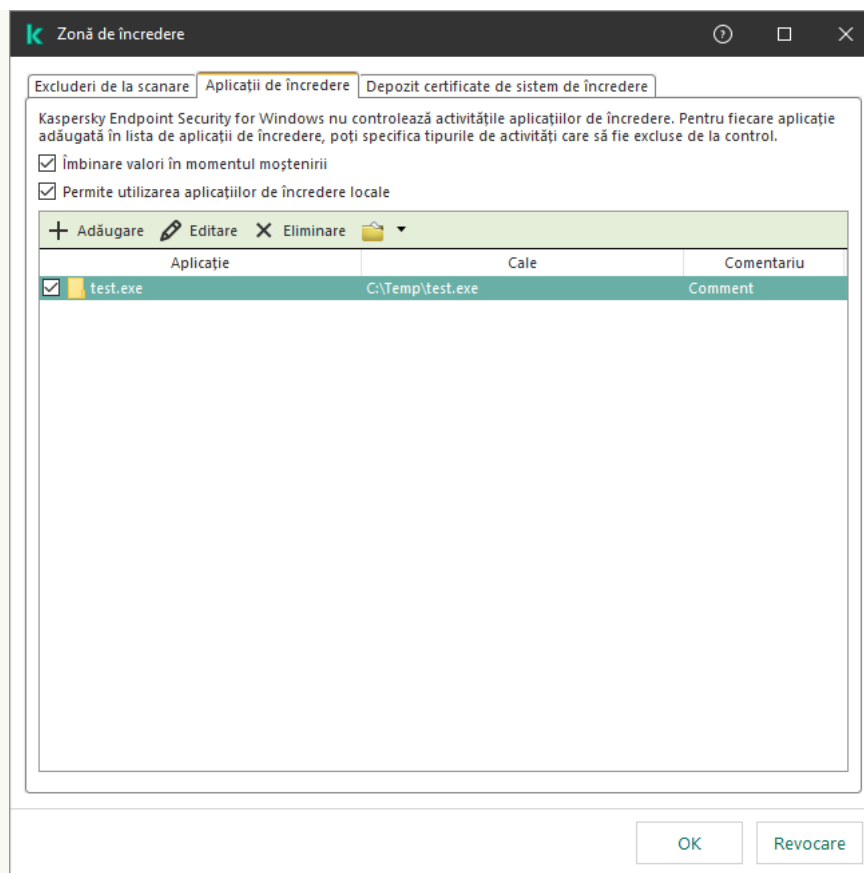 Zonă de încredere
Excluderi de la scanare Aplicații de încredere Depozit certificate de sistem de încredere
Kaspersky Endpoint Security for Windows nu controlează activitățile aplicațiilor de încredere. Pentru fiecare aplicație
adăugată în lista de aplicații de încredere, poți specifica tipurile de activități care să fie excluse de la control.
Îmbinare valori în momentul moștenirii
Permite utilizarea aplicațiilor de încredere locale
Adăugare Editare Eliminare
Aplicație Cale Comentariu
test.exe C:\Temp\test.exe Comment
OK Revocare